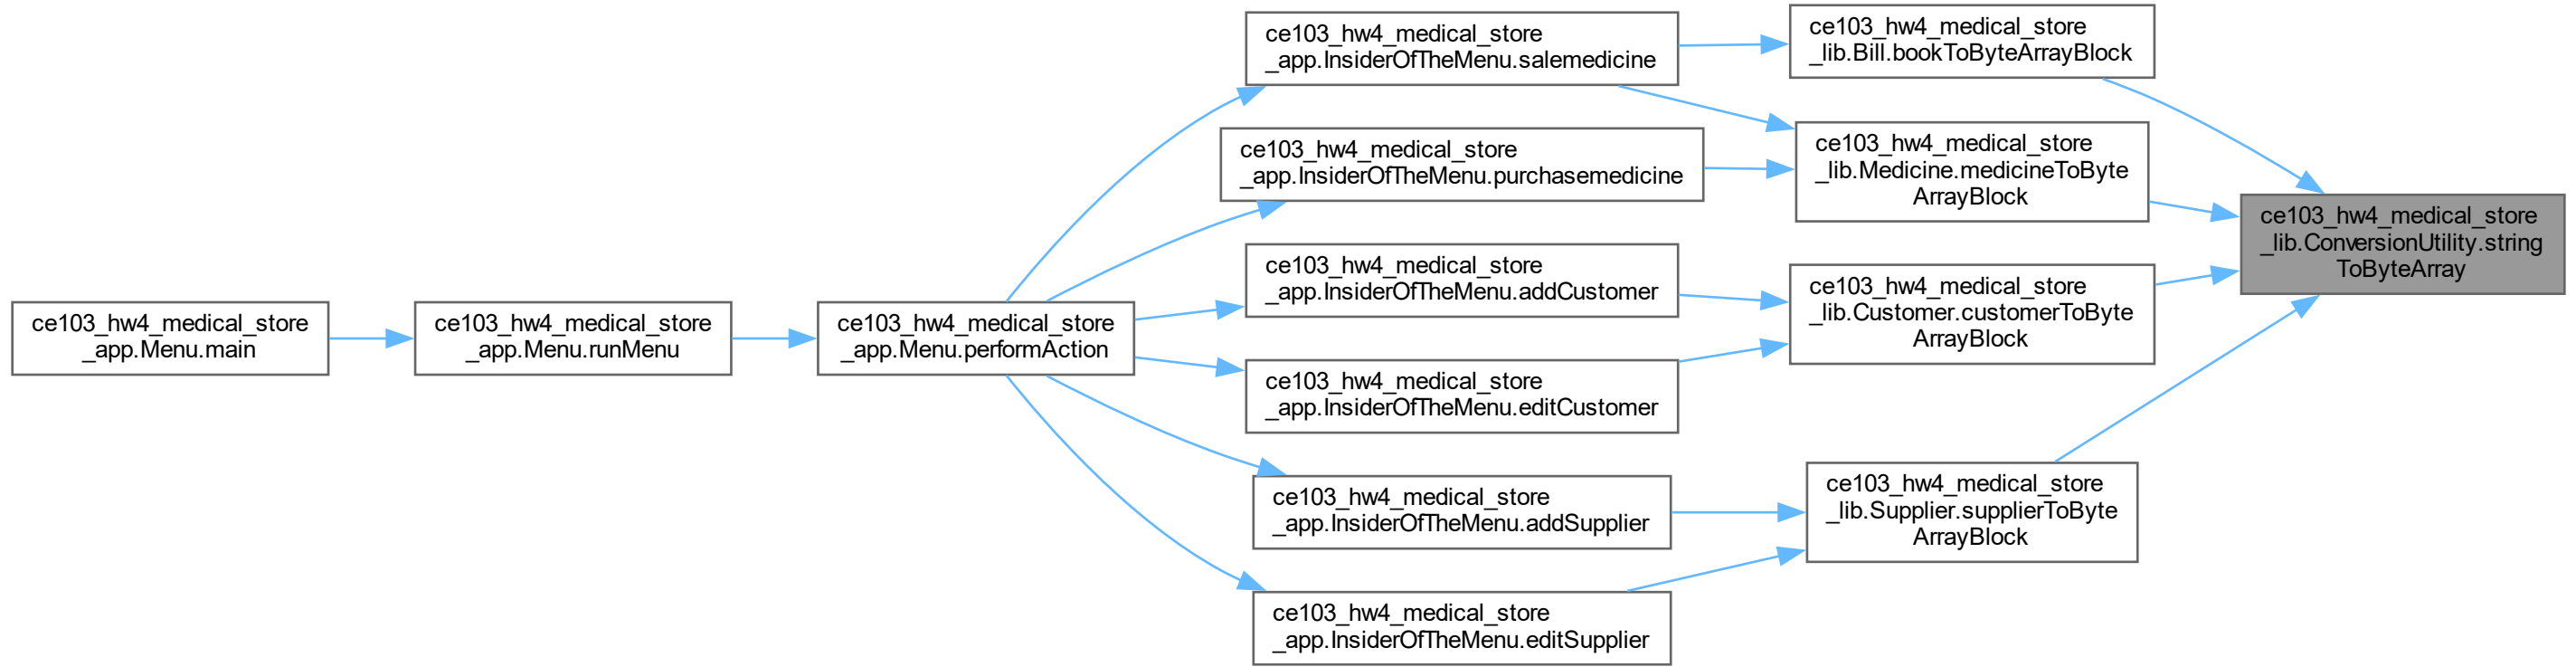 ce103_hw4_medical_store
_app.Menu.main
ce103_hw4_medical_store
_app.Menu.runMenu
ce103_hw4_medical_store
_app.Menu.performAction
ce103_hw4_medical_store
_app.InsiderOfTheMenu.salemedicine
ce103_hw4_medical_store
_app.InsiderOfTheMenu.purchasemedicine
ce103_hw4_medical_store
_app.InsiderOfTheMenu.addCustomer
ce103_hw4_medical_store
_app.InsiderOfTheMenu.editCustomer
ce103_hw4_medical_store
_app.InsiderOfTheMenu.addSupplier
ce103_hw4_medical_store
_app.InsiderOfTheMenu.editSupplier
ce103_hw4_medical_store
_lib.Bill.bookToByteArrayBlock
ce103_hw4_medical_store
_lib.Medicine.medicineToByte
ArrayBlock
ce103_hw4_medical_store
_lib.Customer.customerToByte
ArrayBlock
ce103_hw4_medical_store
_lib.Supplier.supplierToByte
ArrayBlock
ce103_hw4_medical_store
_lib.ConversionUtility.string
ToByteArray